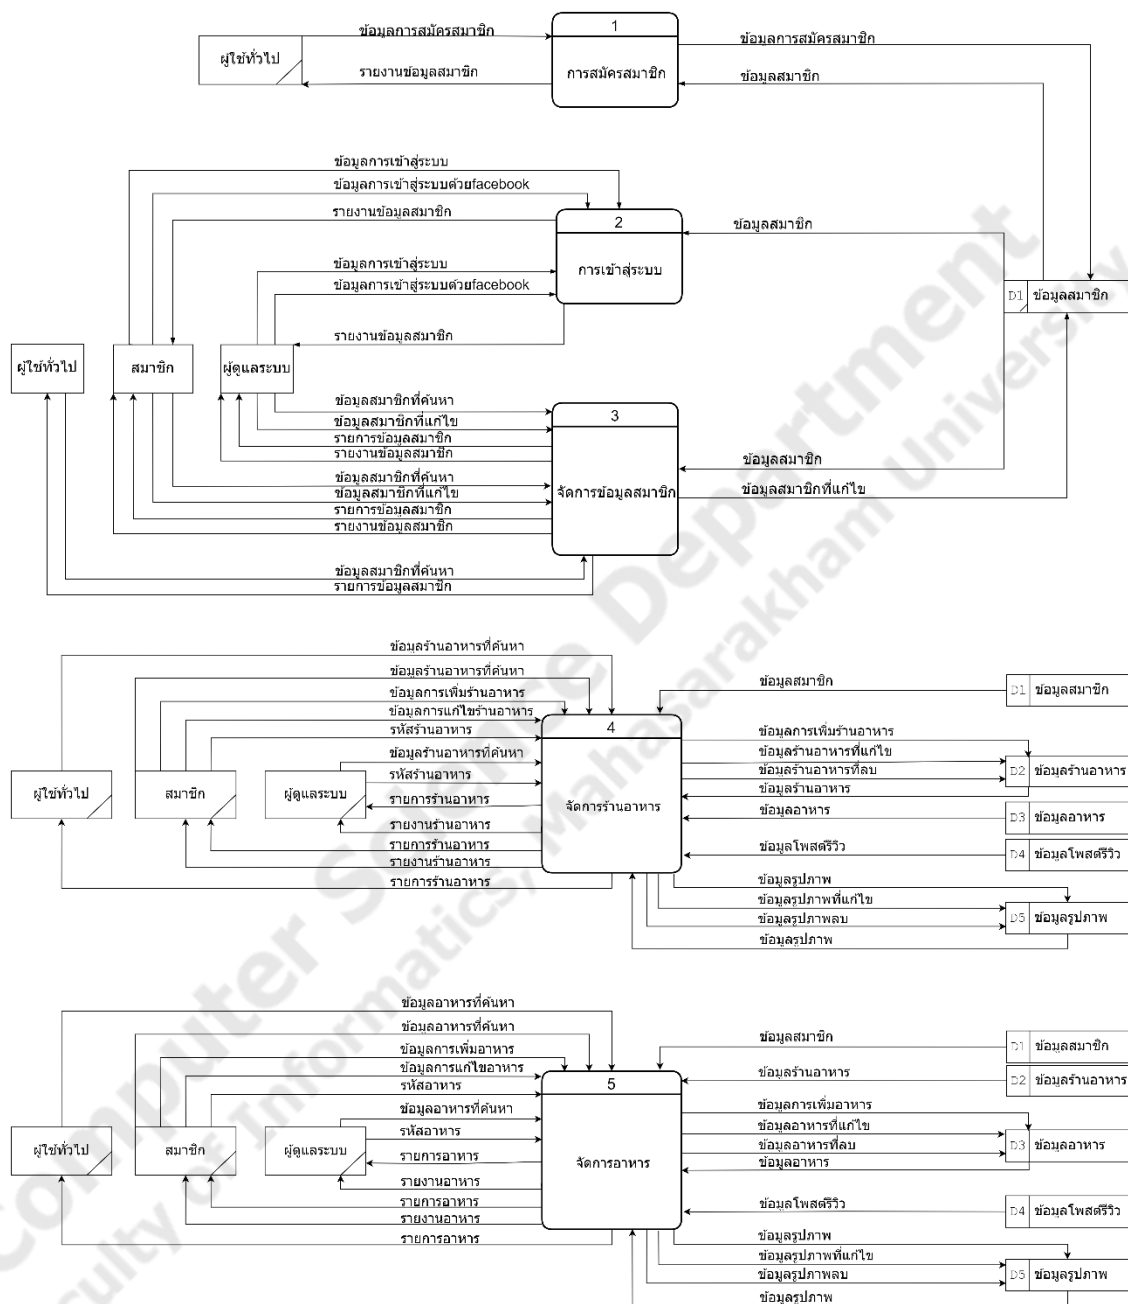 ข้อมูลการสมัครสมาชิก
1
ข้อมูลการสมัครสมาชิก
ผู้ใช้ทั่วไป
การสมัครสมาชิก
รายงานข้อมูลสมาชิก
ข้อมูลสมาชิก
ข้อมูลการเข้าสู่ระบบ
ข้อมูลการเข้าสู่ระบบด้วยfacebook
รายงานข้อมูลสมาชิก
2
ข้อมูลสมาชิก
ข้อมูลการเข้าสู่ระบบ
การเข้าสู่ระบบ
ข้อมูลการเข้าสู่ระบบด้วยfacebook
D1 ข้อมูลสมาชิก
รายงานข้อมูลสมาชิก
ผู้ใช้ทั่วไป
สมาชิก
ผู้ดูแลระบบ
ข้อมูลสมาชิกที่ค้นหา
3
ข้อมูลสมาชิกที่แก้ไข
รายการข้อมูลสมาชิก
รายงานข้อมูลสมาชิก
ข้อมูลสมาชิก
ข้อมูลสมาชิกที่ค้นหา
ข้อมูลสมาชิกที่แก้ไข
จัดการข้อมูลสมาชิก
ข้อมูลสมาชิกที่แก้ไข
รายการข้อมูลสมาชิก
รายงานข้อมูลสมาชิก
ข้อมูลสมาชิกที่ค้นหา
รายการข้อมูลสมาชิก
ข้อมูลร้านอาหารที่ค้นหา
ข้อมูลร้านอาหารที่ค้นหา
ข้อมูลการเพิ่มร้านอาหาร
ข้อมูลการแก้ไขร้านอาหาร
รหัสร้านอาหาร
ข้อมูลร้านอาหารที่ค้นหา
รหัสร้านอาหาร
รายการร้านอาหาร
รายงานร้านอาหาร
รายการร้านอาหาร
รายงานร้านอาหาร
รายการร้านอาหาร
ผู้ใช้ทั่วไป
สมาชิก
ผู้ดูแลระบบ
4
จัดการร้านอาหาร
ข้อมูลสมาชิก
D1 ข้อมูลสมาชิก
ข้อมูลการเพิ่มร้านอาหาร
ข้อมูลร้านอาหารที่แก้ไข
ข้อมูลร้านอาหารที่ลบ
ข้อมูลร้านอาหาร
D2 ข้อมูลร้านอาหาร
ข้อมูลอาหาร
D3 ข้อมูลอาหาร
ข้อมูลโพสต์รีวิว
D4 ข้อมูลโพสต์รีวิว
ข้อมูลรูปภาพ
ข้อมูลรูปภาพที่แก้ไข
ข้อมูลรูปภาพลบ
ข้อมูลรูปภาพ
D5 ข้อมูลรูปภาพ
ข้อมูลอาหารที่ค้นหา
ข้อมูลอาหารที่ค้นหา
ข้อมูลการเพิ่มอาหาร
ข้อมูลการแก้ไขอาหาร
รหัสอาหาร
ข้อมูลอาหารที่ค้นหา
รหัสอาหาร
รายการอาหาร
รายงานอาหาร
รายการอาหาร
รายงานอาหาร
รายการอาหาร
ผู้ใช้ทั่วไป
สมาชิก
ผู้ดูแลระบบ
5
จัดการอาหาร
ข้อมูลสมาชิก
D1 ข้อมูลสมาชิก
ข้อมูลร้านอาหาร
D2 ข้อมูลร้านอาหาร
ข้อมูลการเพิ่มอาหาร
ข้อมูลอาหารที่แก้ไข
ข้อมูลอาหารที่ลบ
ข้อมูลอาหาร
D3 ข้อมูลอาหาร
ข้อมูลโพสต์รีวิว
D4 ข้อมูลโพสต์รีวิว
ข้อมูลรูปภาพ
ข้อมูลรูปภาพที่แก้ไข
ข้อมูลรูปภาพลบ
ข้อมูลรูปภาพ
D5 ข้อมูลรูปภาพ
Computer Science Department
Faculty of Informatics, Mahasarakham University